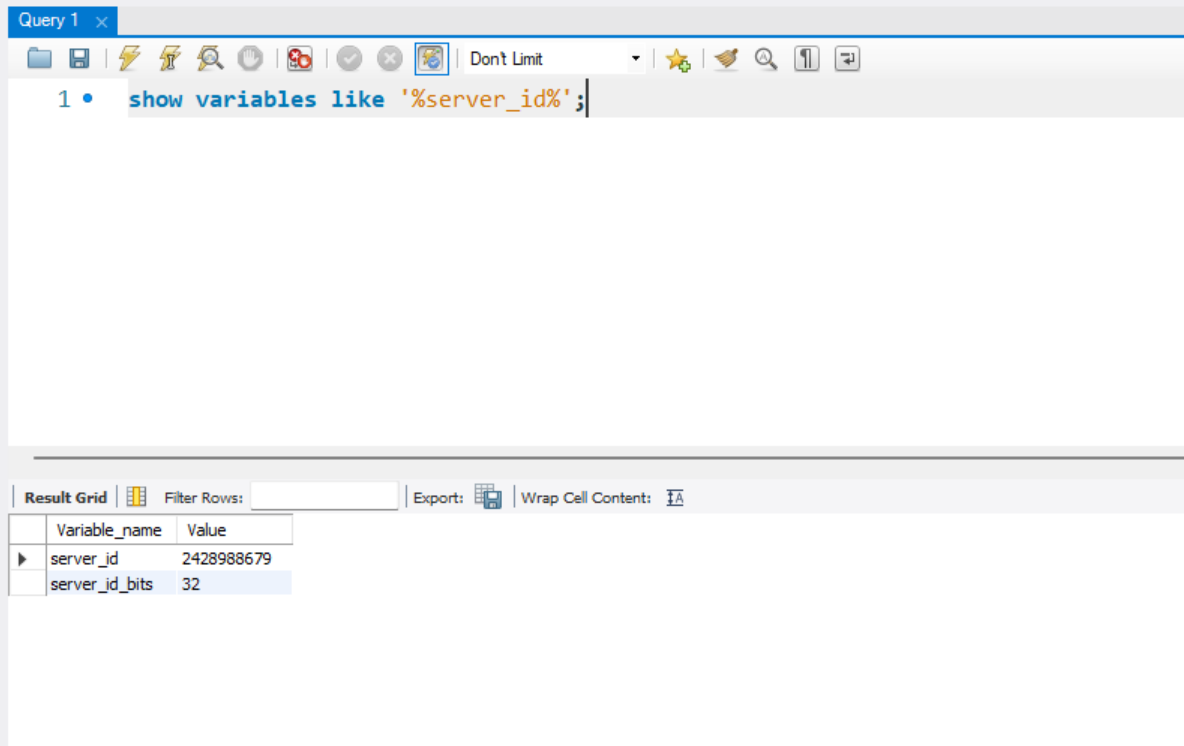 Query 1
Don't Limit
1 show variables like '%server_id%';
Result Grid Filter Rows: Export: Wrap Cell Content:
Variable_name Value
server_id 2428988679
server_id_bits 32